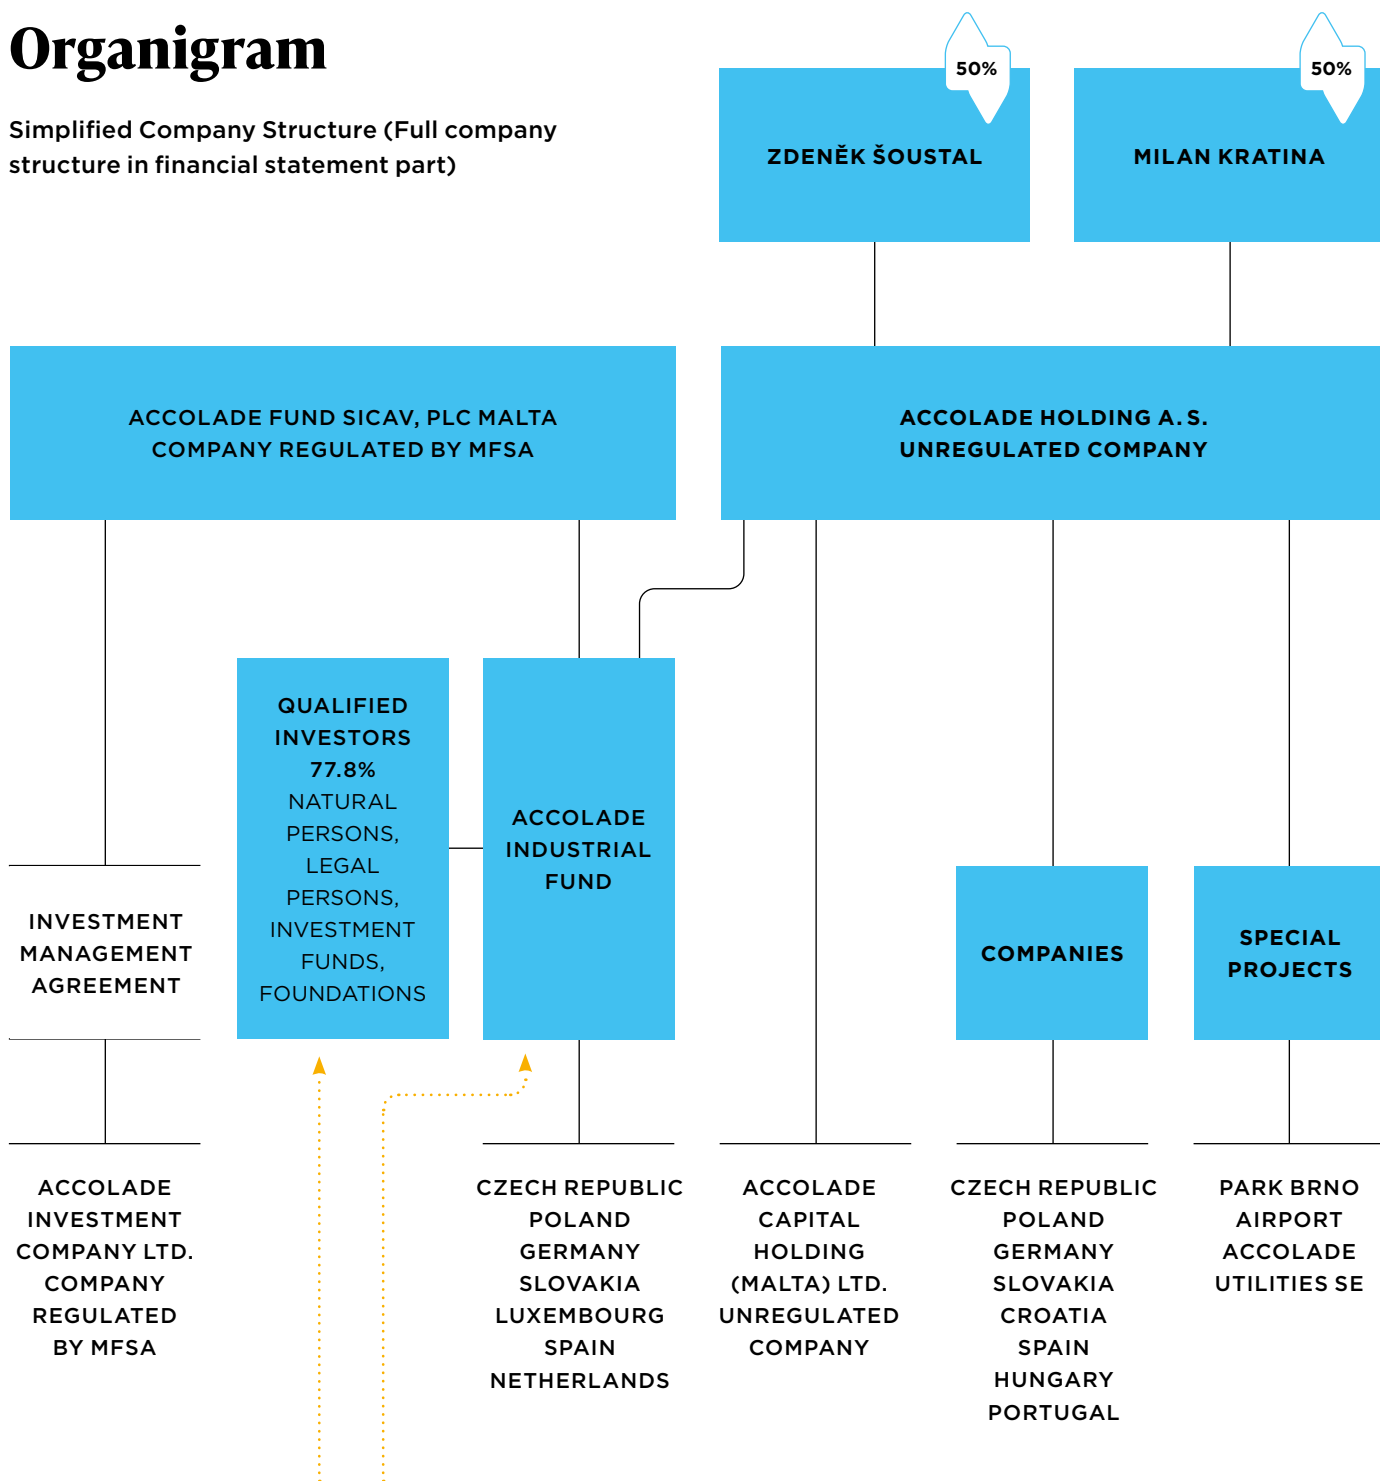 Organigram
Simplified Company Structure (Full company
structure in financial statement part)
50%
ZDENĚK ŠOUSTAL
50%
MILAN KRATINA
ACCOLADE FUND SICAV, PLC MALTA
COMPANY REGULATED BY MFSA
ACCOLADE HOLDING A. S.
UNREGULATED COMPANY
QUALIFIED
INVESTORS
77.8%
NATURAL
PERSONS,
LEGAL
PERSONS,
INVESTMENT
FUNDS,
FOUNDATIONS
ACCOLADE
INDUSTRIAL
FUND
INVESTMENT
MANAGEMENT
AGREEMENT
COMPANIES
SPECIAL
PROJECTS
ACCOLADE
INVESTMENT
COMPANY LTD.
COMPANY
REGULATED
BY MFSA
CZECH REPUBLIC
POLAND
GERMANY
SLOVAKIA
LUXEMBOURG
SPAIN
NETHERLANDS
ACCOLADE
CAPITAL
HOLDING
(MALTA) LTD.
UNREGULATED
COMPANY
CZECH REPUBLIC
POLAND
GERMANY
SLOVAKIA
CROATIA
SPAIN
HUNGARY
PORTUGAL
PARK BRNO
AIRPORT
ACCOLADE
UTILITIES SE